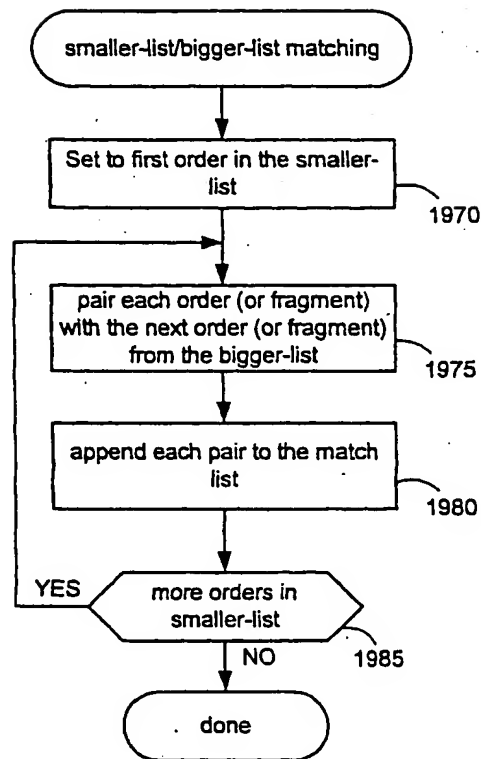 smaller-list/bigger-list matching
Set to first order in the smaller-
list
1970
pair each order (or fragment)
with the next order (or fragment)
from the bigger-list
1975
append each pair to the match
list
1980
YES
more orders in
smaller-list
1985
NO
done